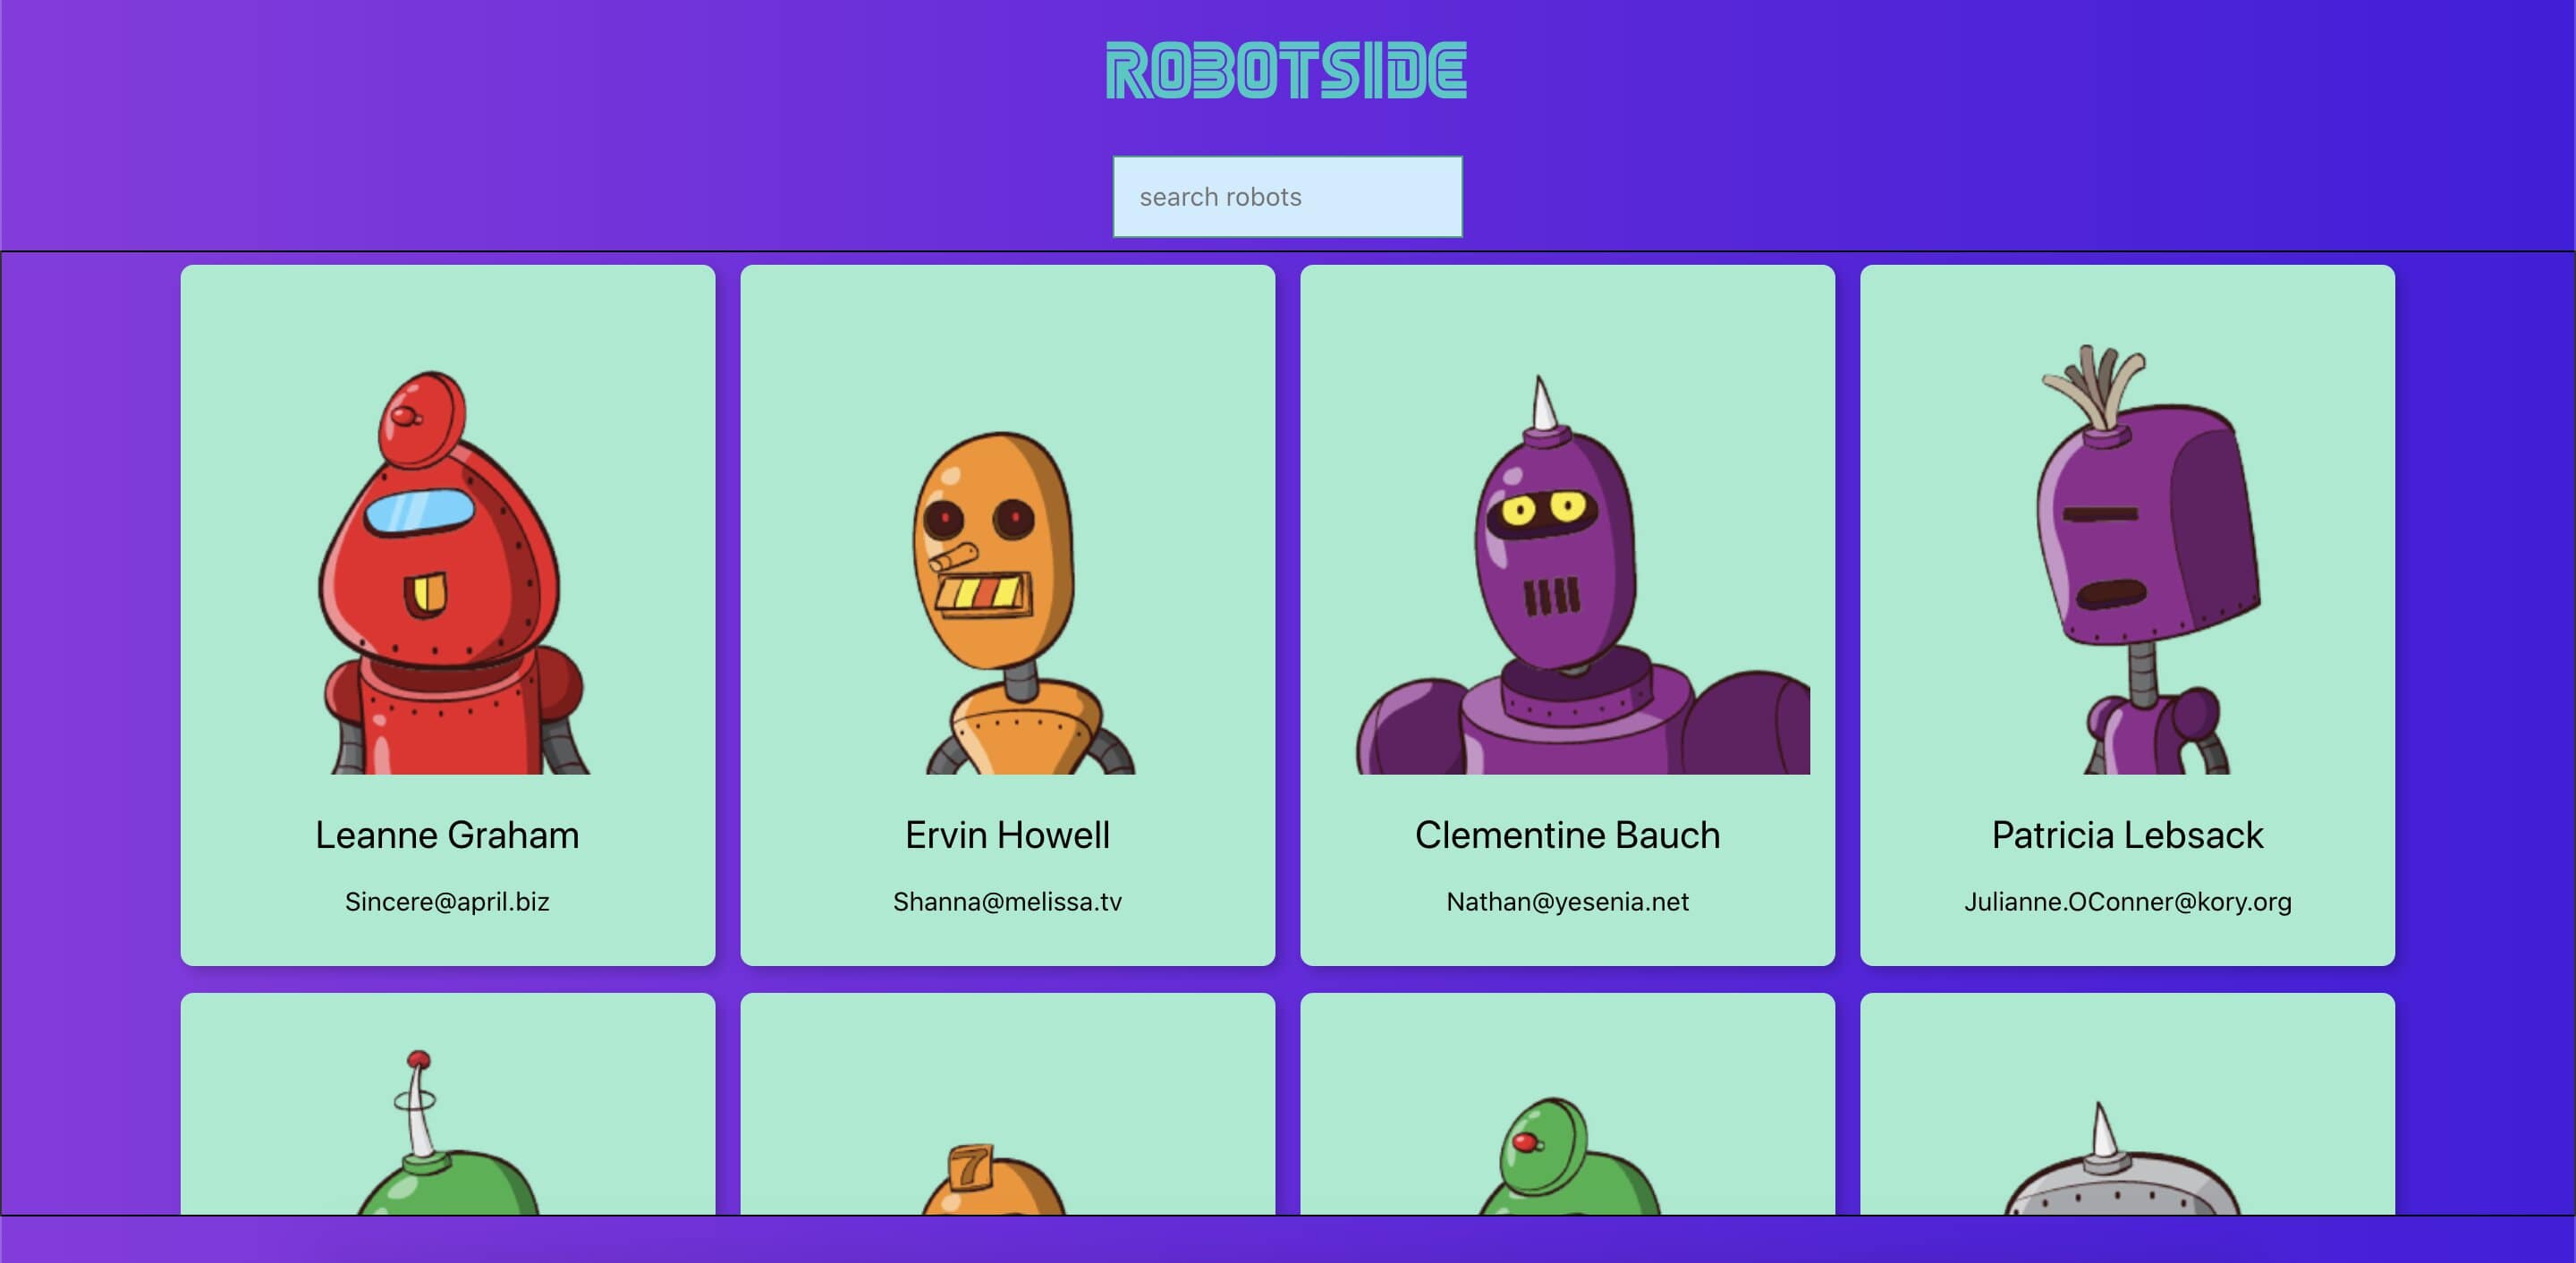 ROBOTSIDE
search robots
Leanne Graham
Sincere@april.biz
Ervin Howell
Shanna@melissa.tv
Clementine Bauch
Nathan@yesenia.net
Patricia Lebsack
Julianne.OConner@kory.org
7